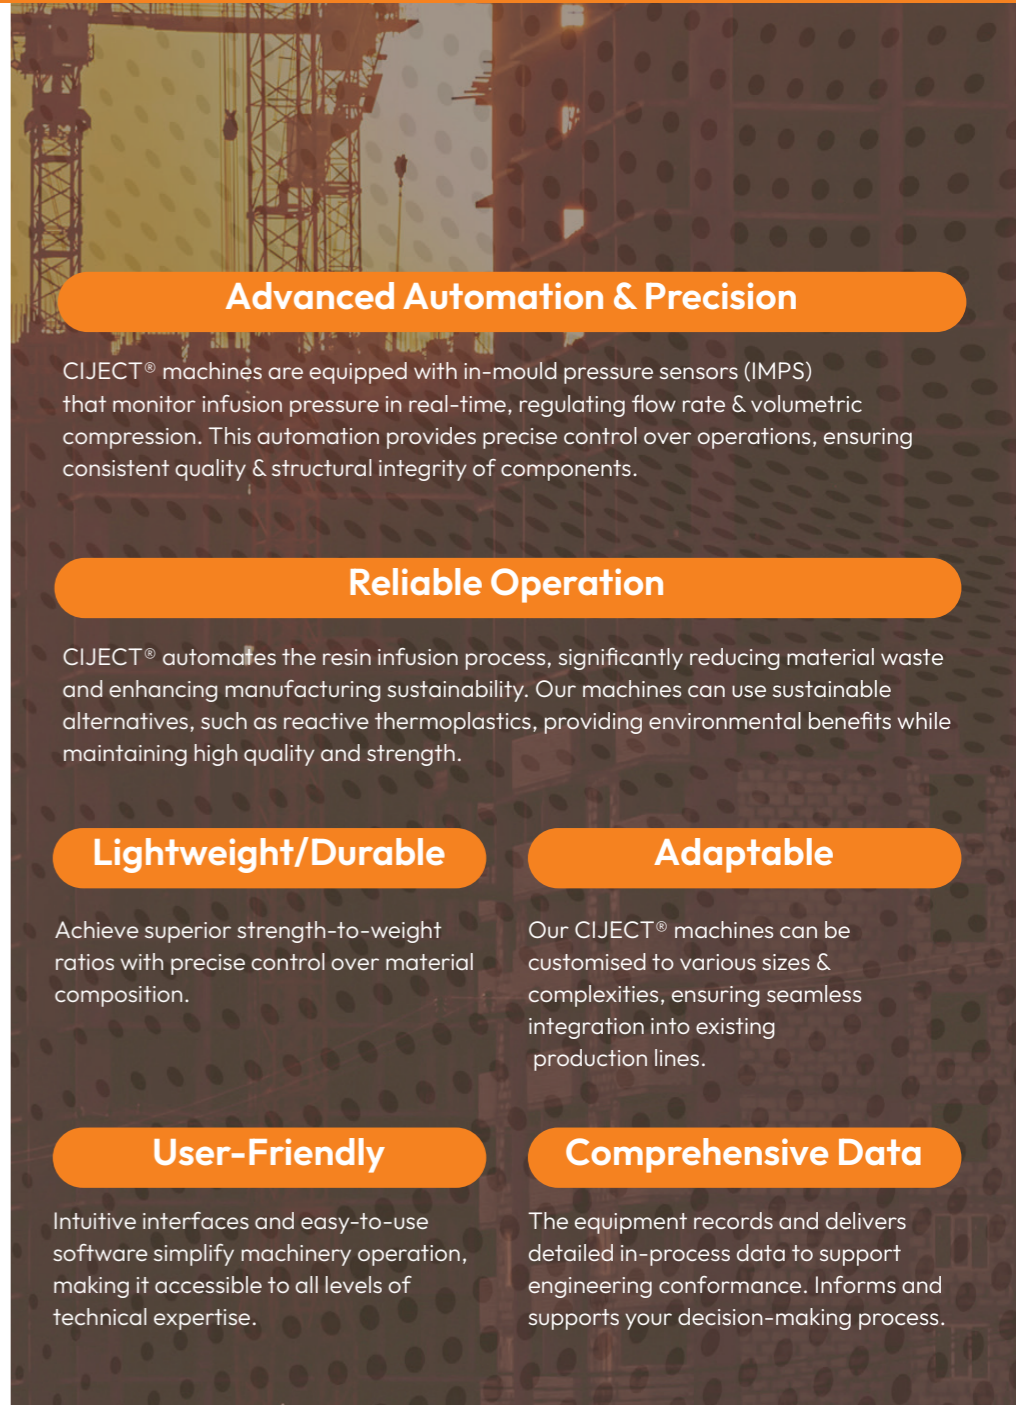 Advanced Automation & Precision
CIJECT® machines are equipped with in-mould pressure sensors (IMPS)
that monitor infusion pressure in real-time, regulating flow rate & volumetric
compression. This automation provides precise control over operations, ensuring
consistent quality & structural integrity of components.
Reliable Operation
CIJECT® automates the resin infusion process, significantly reducing material waste
and enhancing manufacturing sustainability. Our machines can use sustainable
alternatives, such as reactive thermoplastics, providing environmental benefits while
maintaining high quality and strength.
Lightweight/Durable
Achieve superior strength-to-weight
ratios with precise control over material
composition.
Adaptable
Our CIJECT® machines can be
customised to various sizes &
complexities, ensuring seamless
integration into existing
production lines.
User-Friendly
Intuitive interfaces and easy-to-use
software simplify machinery operation,
making it accessible to all levels of
technical expertise.
Comprehensive Data
The equipment records and delivers
detailed in-process data to support
engineering conformance. Informs and
supports your decision-making process.